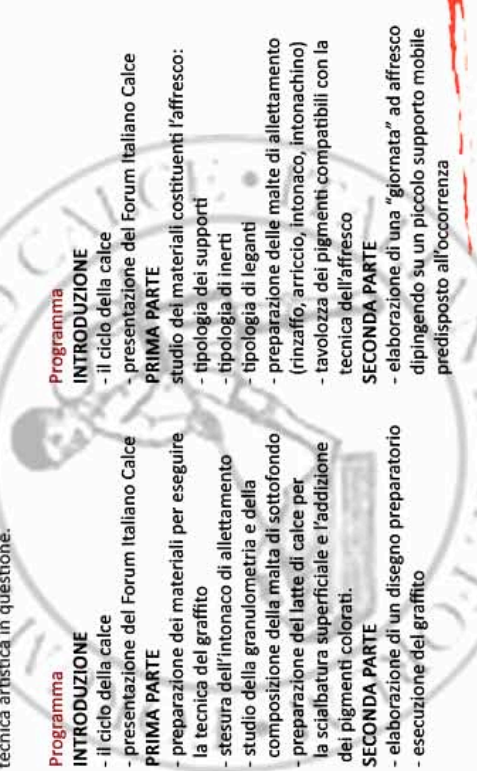 tecnica artistica in questione.
Programma
INTRODUZIONE
- il ciclo della calce
- presentazione del Forum Italiano Calce
PRIMA PARTE
- preparazione dei materiali per eseguire
la tecnica del graffito
- stesura dell'intonaco di allettamento
- studio della granulometria e della
composizione della malta di sottofondo
- preparazione del latte di calce per
la scialbatura superficiale e l'addizione
dei pigmenti colorati.
SECONDA PARTE
- elaborazione di un disegno preparatorio
- esecuzione del graffito
Programma
INTRODUZIONE
- il ciclo della calce
- presentazione del Forum Italiano Calce
PRIMA PARTE
studio dei materiali costituenti l'affresco:
- tipologia dei supporti
- tipologia di inerti
- tipologia di leganti
- preparazione delle malte di allettamento
(rinzaffo, arriccio, intonaco, intonachino)
- tavolozza dei pigmenti compatibili con la
tecnica dell'affresco
SECONDA PARTE
- elaborazione di una "giornata" ad affresco
dipingendo su un piccolo supporto mobile
predisposto all'occorrenza